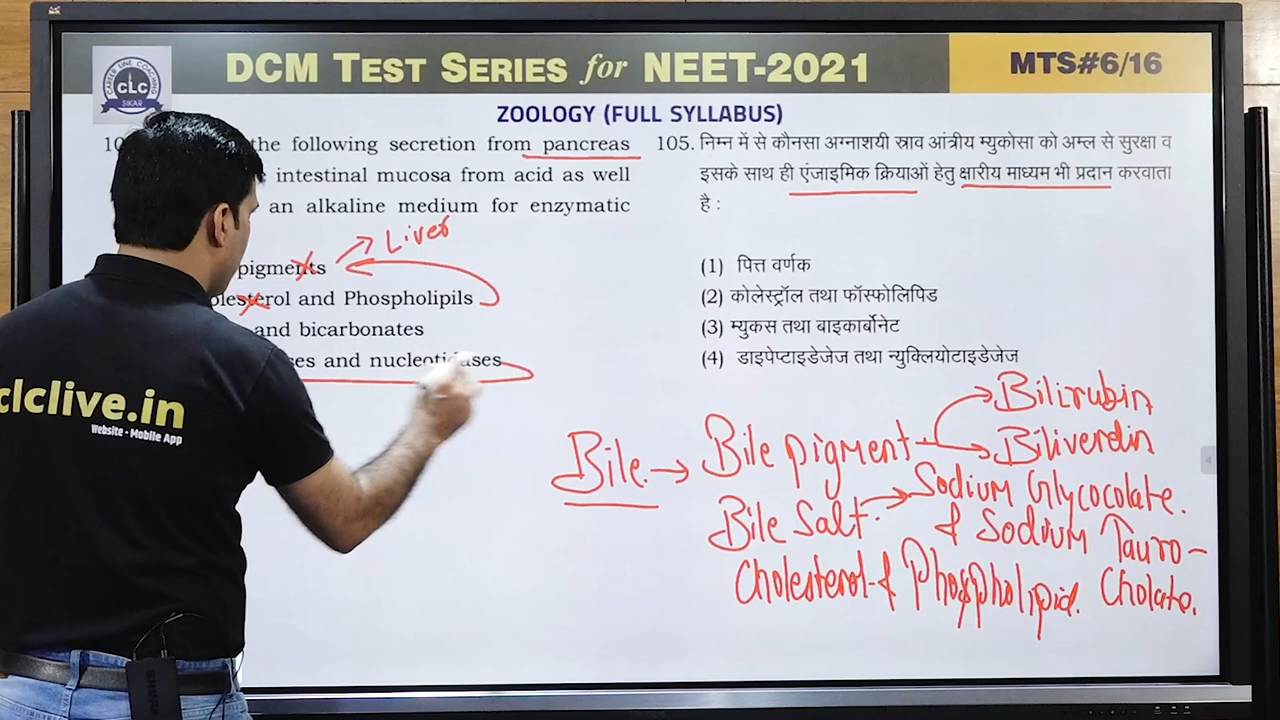 DCM TEST SERIES for NEET-2021
MTS#6/16
CLC
SIKAR
ZOOLOGY (FULL SYLLABUS)
the following secretion from pancreas
intestinal mucosa from acid as well
an alkaline medium for enzymatic
Liver
pigments
and Phospholipils
and bicarbonates
and nucleotidases
105. निम्न में से कौनसा अग्नाशयी स्राव आंत्रीय म्युकोसा को अम्ल से सुरक्षा व
इसके साथ ही एंजाइमिक क्रियाओं हेतु क्षारीय माध्यम भी प्रदान करवाता
है :
(1) पित्त वर्णक
(2) कोलेस्ट्रॉल तथा फॉस्फोलिपिड
(3) म्युकस तथा बाइकार्बोनेट
(4) डाइपेप्टाइडेजेज तथा न्युक्लियोटाइडेजेज
Bile → Bile pigment
Bilirubin
Biliverdin
Bile Salt → Sodium Glycocolate.
& Sodium Tauro-
Cholate.
Cholesterol & Phospholipid.
clclive.in
Website - Mobile App
SHURE